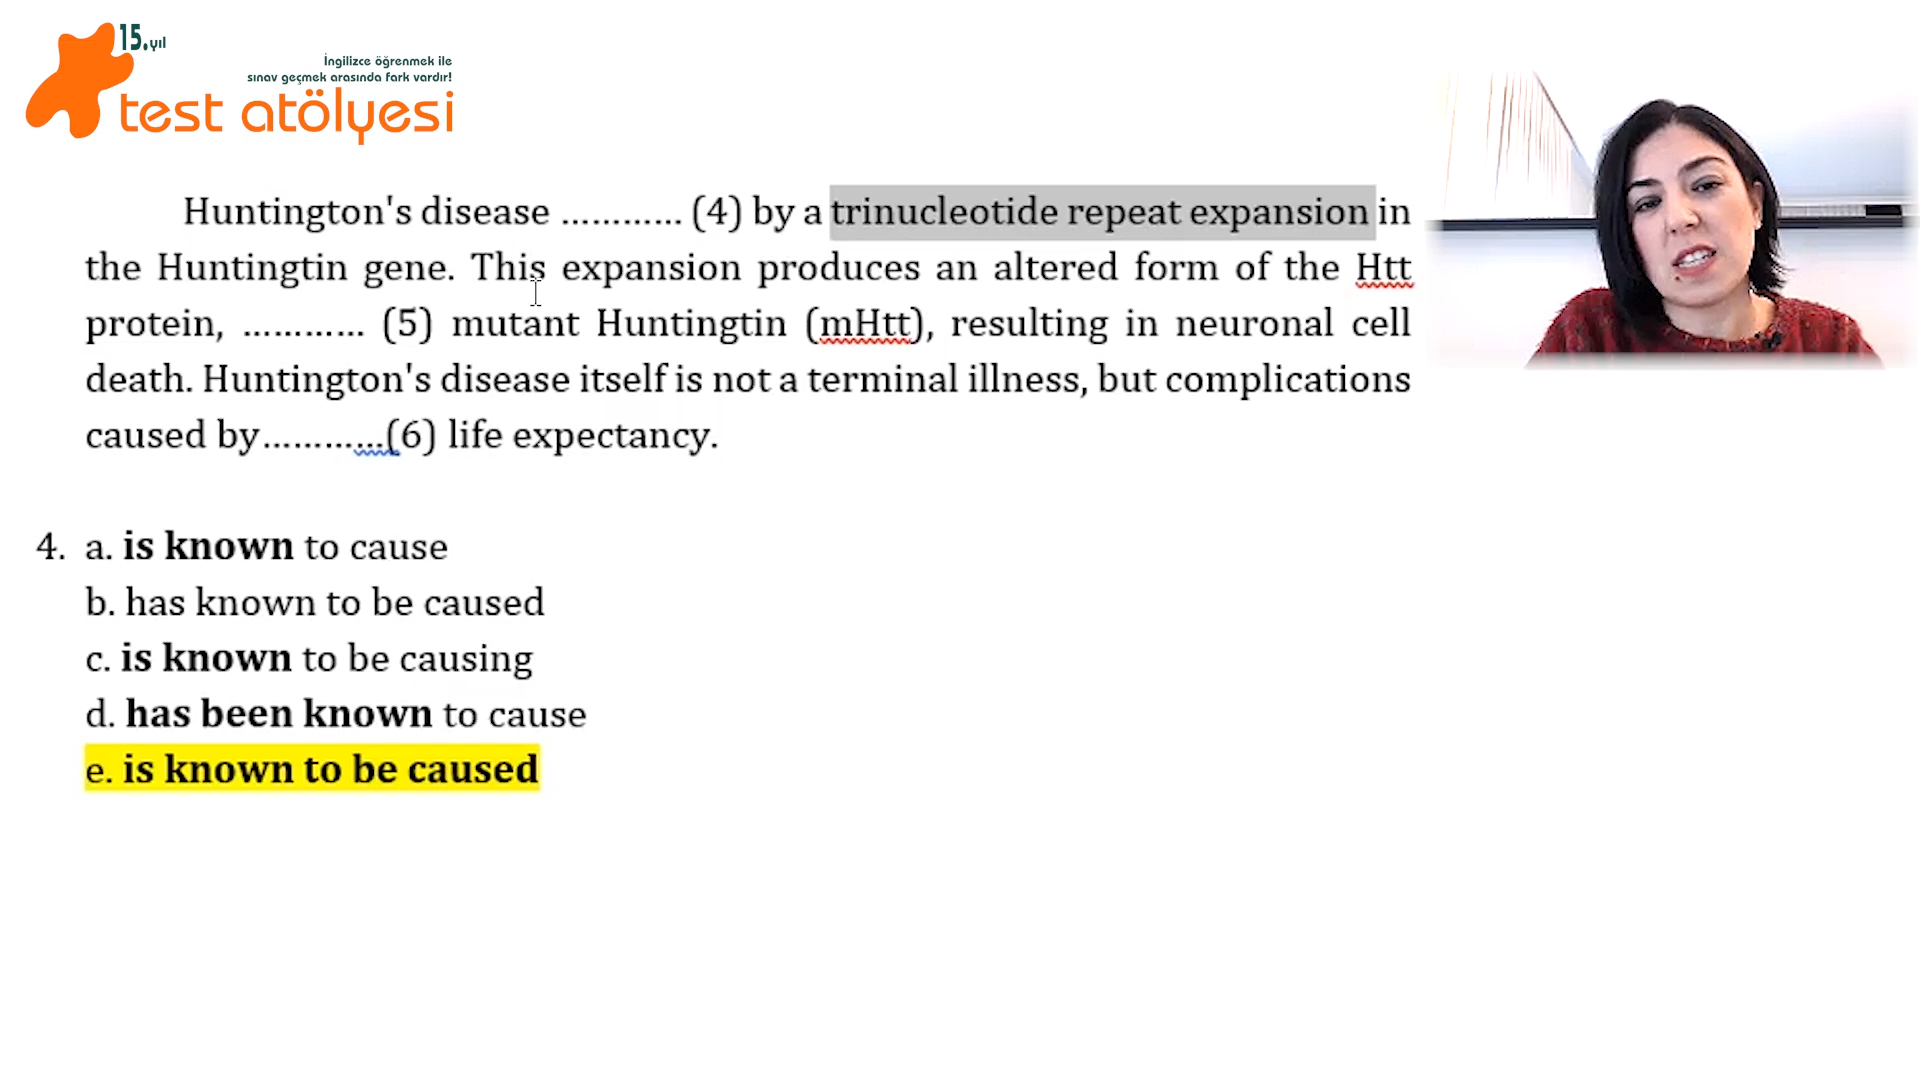 15.yıl
İngilizce öğrenmek ile
sınav geçmek arasında fark vardır!
test atölyesi
Huntington's disease ............ (4) by a trinucleotide repeat expansion in
the Huntingtin gene. This expansion produces an altered form of the Htt
protein, ............ (5) mutant Huntingtin (mHtt), resulting in neuronal cell
death. Huntington's disease itself is not a terminal illness, but complications
caused by............(6) life expectancy.
4. a. is known to cause
b. has known to be caused
c. is known to be causing
d. has been known to cause
e. is known to be caused